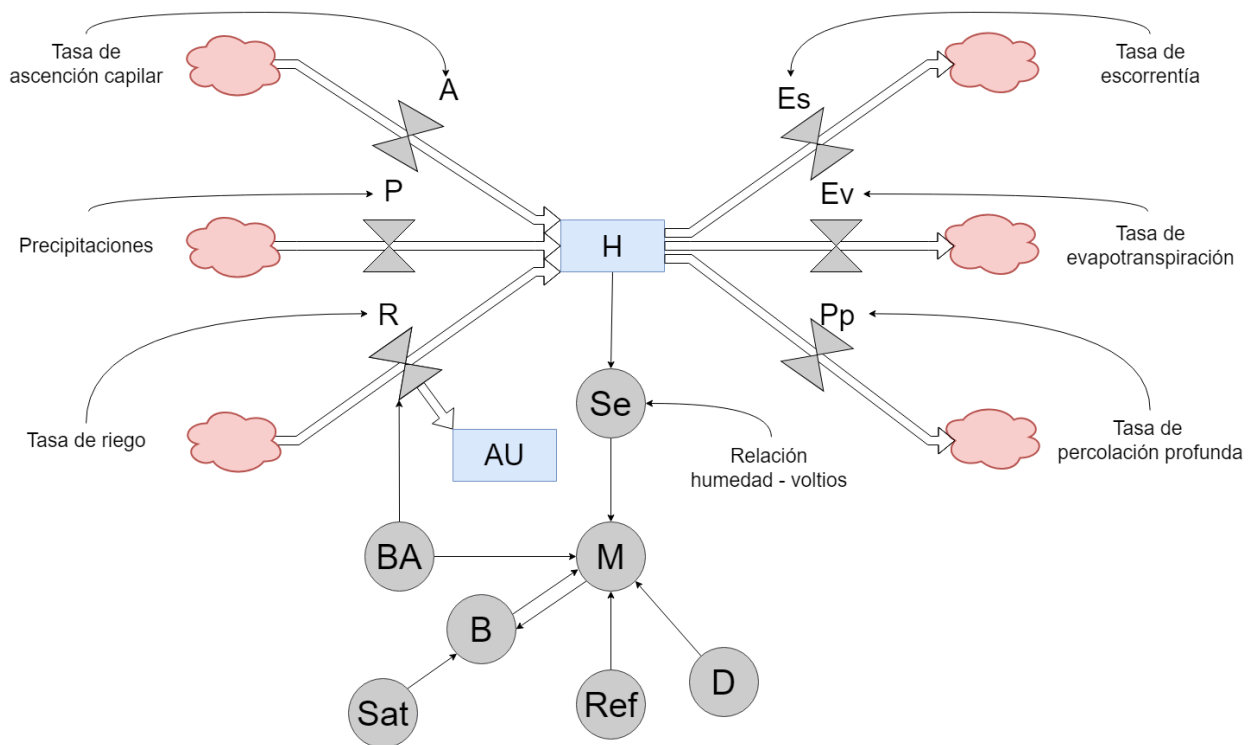 Tasa de
ascención capilar
A
Es
Tasa de
escorrentía
P
Ev
Precipitaciones
H
Tasa de
evapotranspiración
R
Pp
Tasa de riego
AU
Se
Relación
humedad - voltios
Tasa de
percolación profunda
BA
M
B
Sat
Ref
D